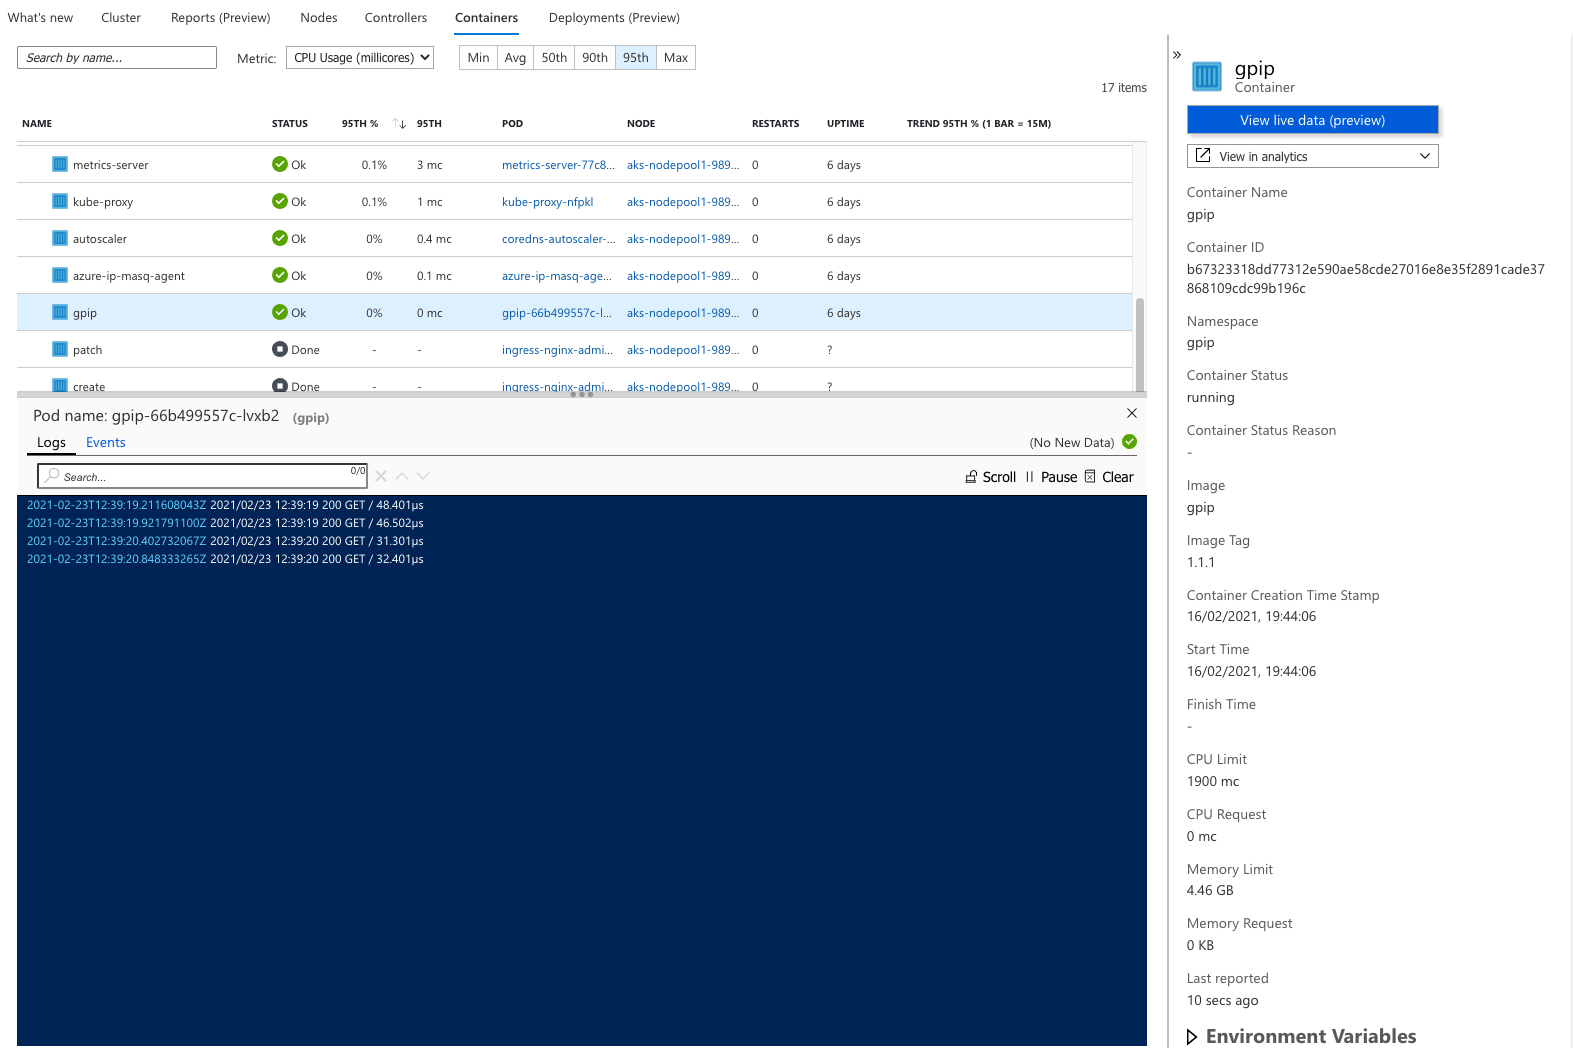 What's new Cluster Reports (Preview) Nodes Controllers Containers Deployments (Preview)
Search by name... Metric: CPU Usage (millicores) Min Avg 50th 90th 95th Max
17 items
NAME STATUS 95TH % ↑↓ 95TH POD NODE RESTARTS UPTIME TREND 95TH % (1 BAR = 15M)
metrics-server Ok 0.1% 3 mc metrics-server-77c8... aks-nodepool1-989... 0 6 days
kube-proxy Ok 0.1% 1 mc kube-proxy-nfpkl aks-nodepool1-989... 0 6 days
autoscaler Ok 0% 0.4 mc coredns-autoscaler-... aks-nodepool1-989... 0 6 days
azure-ip-masq-agent Ok 0% 0.1 mc azure-ip-masq-age... aks-nodepool1-989... 0 6 days
gpip Ok 0% 0 mc gpip-66b499557c-l... aks-nodepool1-989... 0 6 days
patch Done - - ingress-nginx-admi... aks-nodepool1-989... 0 ?
create Done - - ingress-nginx-admi... aks-nodepool1-989... 0 ?
Pod name: gpip-66b499557c-lvxb2 (gpip)
Logs Events (No New Data)
Search... 0/0 Scroll Pause Clear
2021-02-23T12:39:19.211608043Z 2021/02/23 12:39:19 200 GET / 48.401µs
2021-02-23T12:39:19.921791100Z 2021/02/23 12:39:19 200 GET / 46.502µs
2021-02-23T12:39:20.402732067Z 2021/02/23 12:39:20 200 GET / 31.301µs
2021-02-23T12:39:20.848333265Z 2021/02/23 12:39:20 200 GET / 32.401µs
»
gpip
Container
View live data (preview)
View in analytics
Container Name
gpip
Container ID
b67323318dd77312e590ae58cde27016e8e35f2891cade37
868109cdc99b196c
Namespace
gpip
Container Status
running
Container Status Reason
-
Image
gpip
Image Tag
1.1.1
Container Creation Time Stamp
16/02/2021, 19:44:06
Start Time
16/02/2021, 19:44:06
Finish Time
-
CPU Limit
1900 mc
CPU Request
0 mc
Memory Limit
4.46 GB
Memory Request
0 KB
Last reported
10 secs ago
Environment Variables